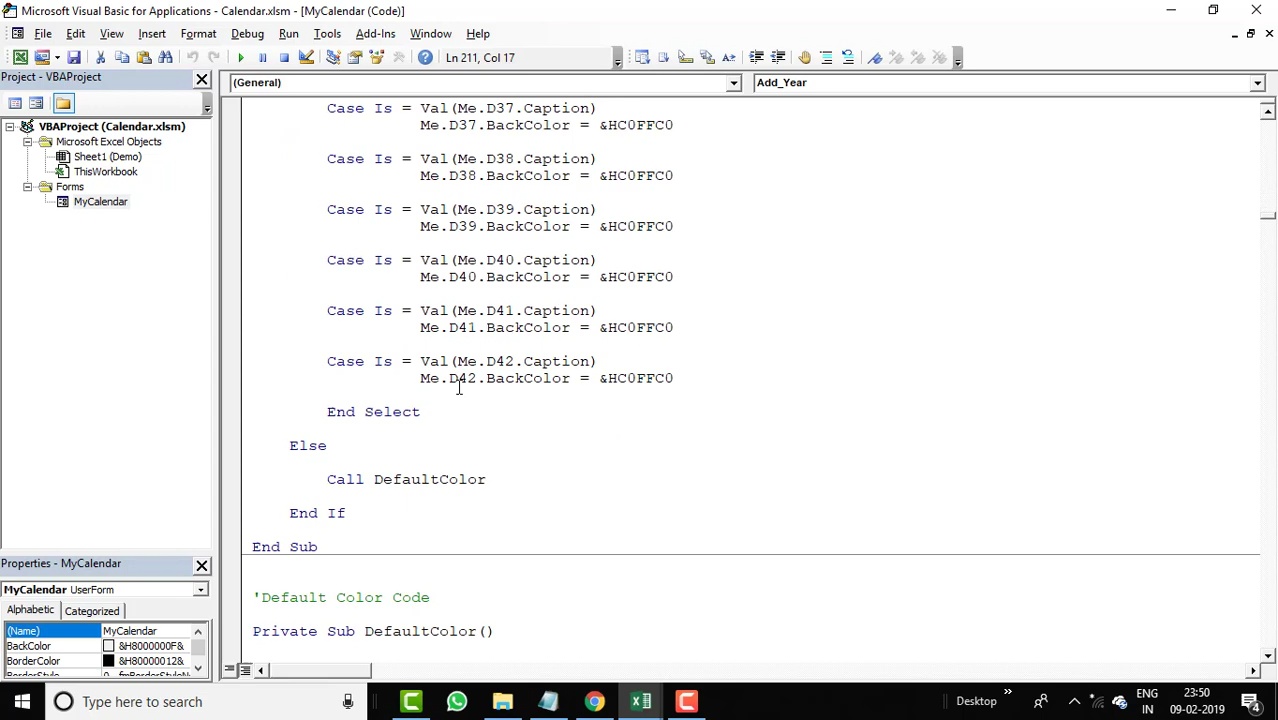 Microsoft Visual Basic for Applications - Calendar.xlsm - [MyCalendar (Code)]
File Edit View Insert Format Debug Run Tools Add-Ins Window Help
Ln 211, Col 17
Project - VBAProject
(General)
Add_Year
VBAProject (Calendar.xlsm)
Microsoft Excel Objects
Sheet1 (Demo)
ThisWorkbook
Forms
MyCalendar
Case Is = Val(Me.D37.Caption)
Me.D37.BackColor = &HC0FFC0
Case Is = Val(Me.D38.Caption)
Me.D38.BackColor = &HC0FFC0
Case Is = Val(Me.D39.Caption)
Me.D39.BackColor = &HC0FFC0
Case Is = Val(Me.D40.Caption)
Me.D40.BackColor = &HC0FFC0
Case Is = Val(Me.D41.Caption)
Me.D41.BackColor = &HC0FFC0
Case Is = Val(Me.D42.Caption)
Me.D42.BackColor = &HC0FFC0
End Select
Else
Call DefaultColor
End If
End Sub
'Default Color Code
Private Sub DefaultColor()
Properties - MyCalendar
MyCalendar UserForm
Alphabetic Categorized
(Name) MyCalendar
BackColor &H8000000F&
BorderColor &H80000012&
Type here to search
Desktop
ENG
IN
23:50
09-02-2019
4